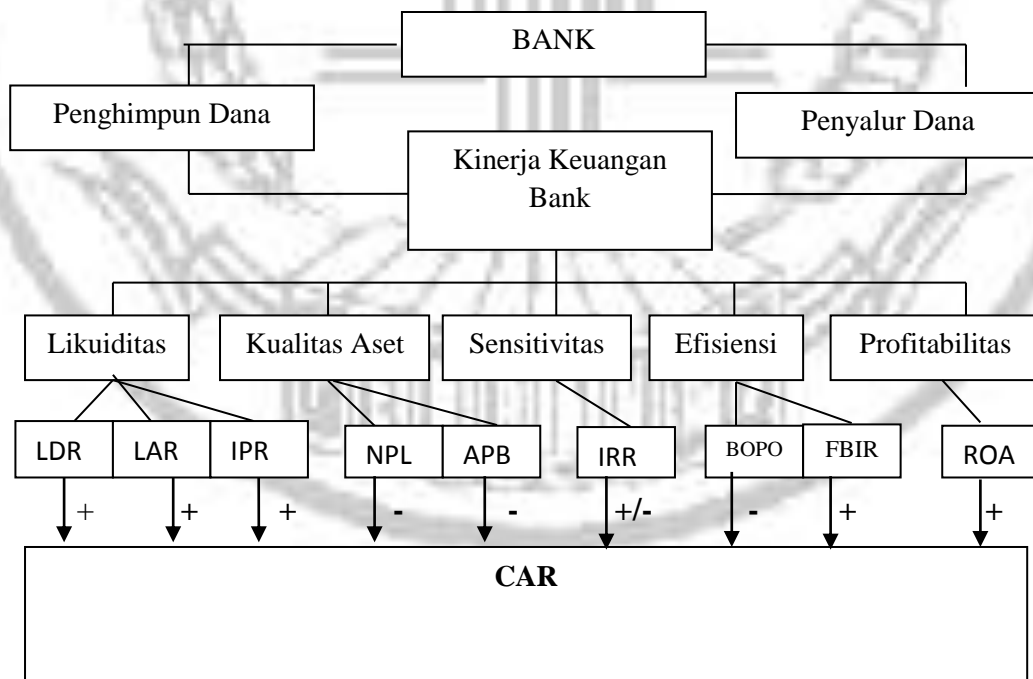 BANK
Penghimpun Dana
Penyalur Dana
Kinerja Keuangan
Bank
Likuiditas
Kualitas Aset
Sensitivitas
Efisiensi
Profitabilitas
LDR
LAR
IPR
NPL
APB
IRR
BOPO
FBIR
ROA
+
+
+
-
-
+/-
-
+
+
CAR